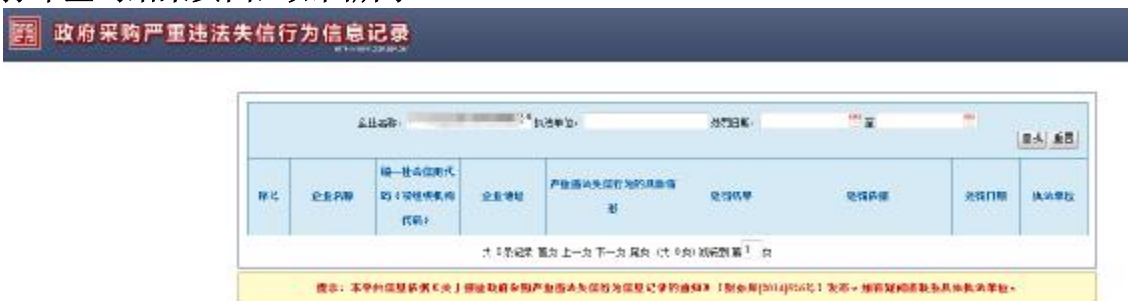 政府采购严重违法失信行为信息记录
企业名称： 执法单位： 处罚日期： 至
查找 重置
序号 企业名称 统一社会信用代码（或组织机构代码） 企业地址 严重违法失信行为的具体情形 处罚结果 处罚依据 处罚日期 执法单位
共 0 条记录 首页 上一页 下一页 尾页 （共 0 页） 跳转到第 1 页
提示：本平台信息依据《关于报送政府采购严重违法失信行为信息记录的通知》（财办库[2014]526号）发布，如有疑问请联系具体执法单位。